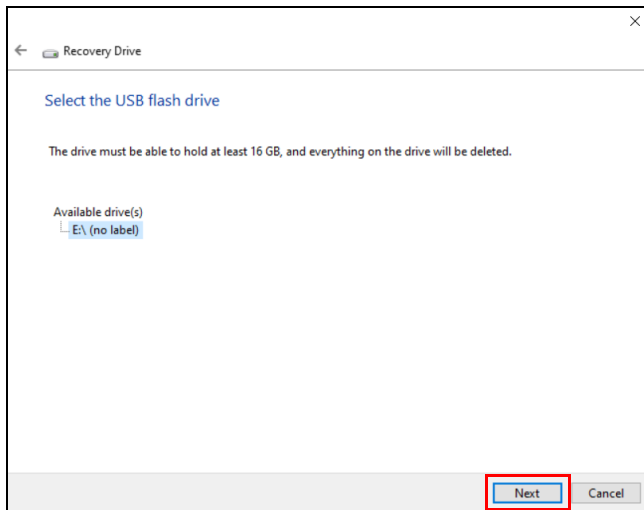 Recovery Drive
Select the USB flash drive
The drive must be able to hold at least 16 GB, and everything on the drive will be deleted.
Available drive(s)
E:\ (no label)
Next Cancel